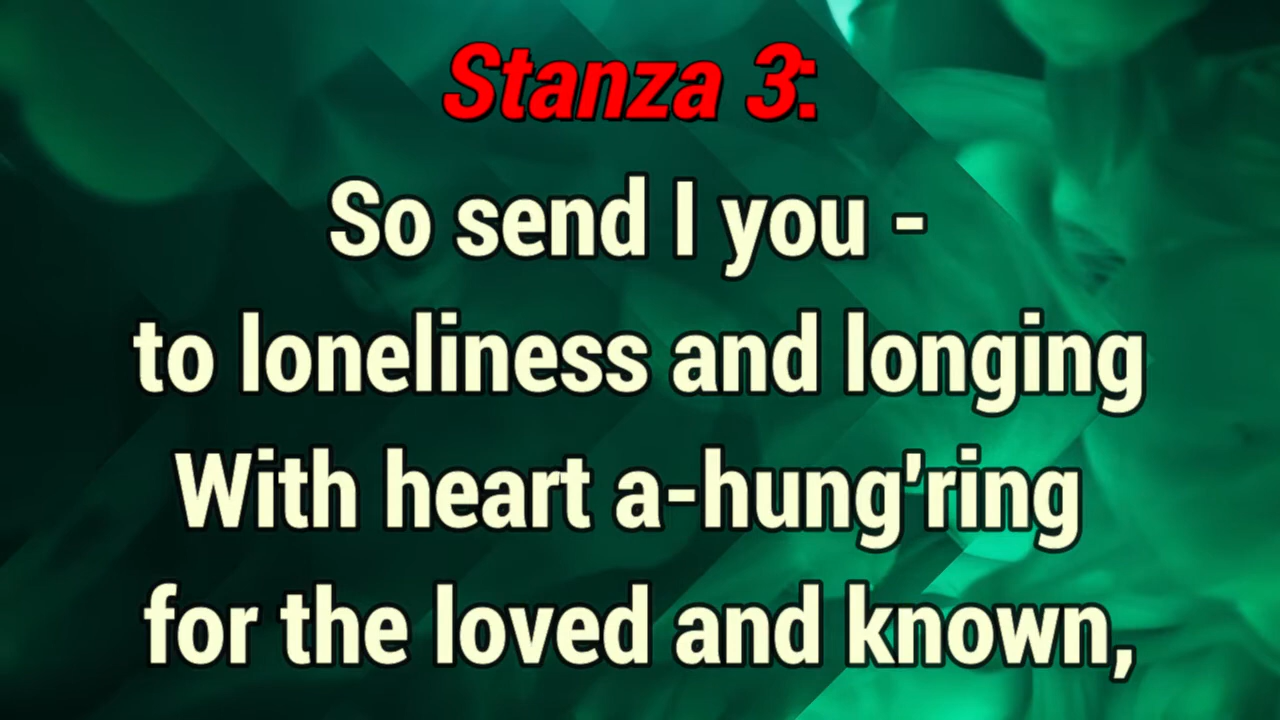 Stanza 3:
So send I you -
to loneliness and longing
With heart a-hung'ring
for the loved and known,